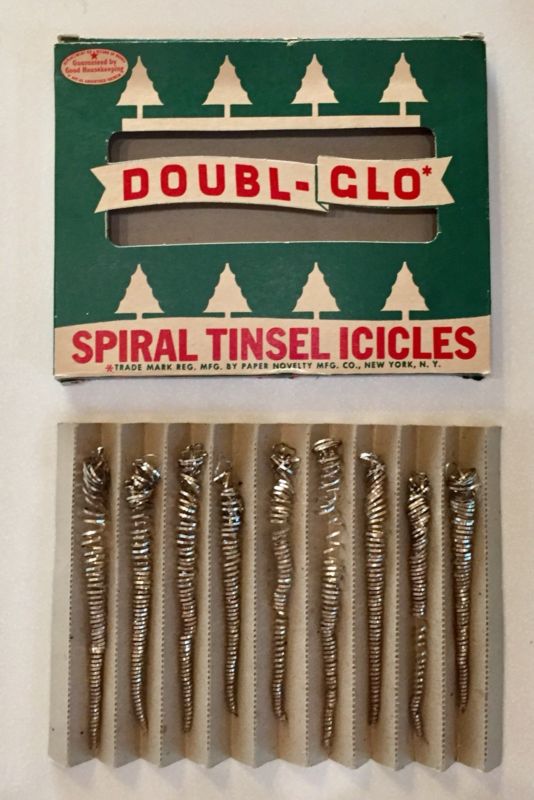 Guaranteed by
Good Housekeeping
DOUBL-GLO*
SPIRAL TINSEL ICICLES
*TRADE MARK REG. MFG. BY PAPER NOVELTY MFG. CO., NEW YORK, N. Y.